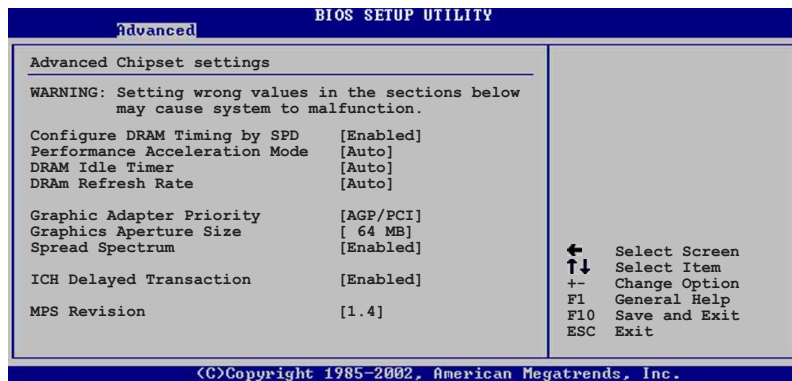 BIOS SETUP UTILITY
Advanced
Advanced Chipset settings
WARNING: Setting wrong values in the sections below
may cause system to malfunction.
Configure DRAM Timing by SPD [Enabled]
Performance Acceleration Mode [Auto]
DRAM Idle Timer [Auto]
DRAm Refresh Rate [Auto]
Graphic Adapter Priority [AGP/PCI]
Graphics Aperture Size [ 64 MB]
Spread Spectrum [Enabled]
ICH Delayed Transaction [Enabled]
MPS Revision [1.4]
← Select Screen
↑↓ Select Item
+- Change Option
F1 General Help
F10 Save and Exit
ESC Exit
(C)Copyright 1985-2002, American Megatrends, Inc.